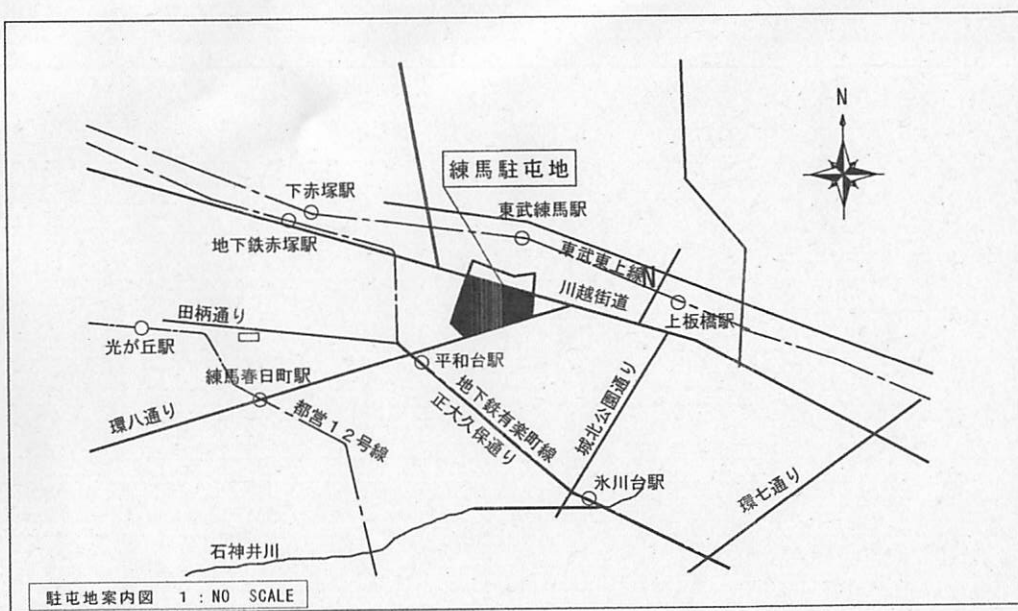 N
練馬駐屯地
下赤塚駅
東武練馬駅
地下鉄赤塚駅
東武東上線
N
川越街道
上板橋駅
田柄通り
光が丘駅
平和台駅
練馬春日町駅
地下鉄有楽町線
正大久保通り
城北公園通り
環八通り
都営12号線
氷川台駅
環七通り
石神井川
駐屯地案内図 1:NO SCALE